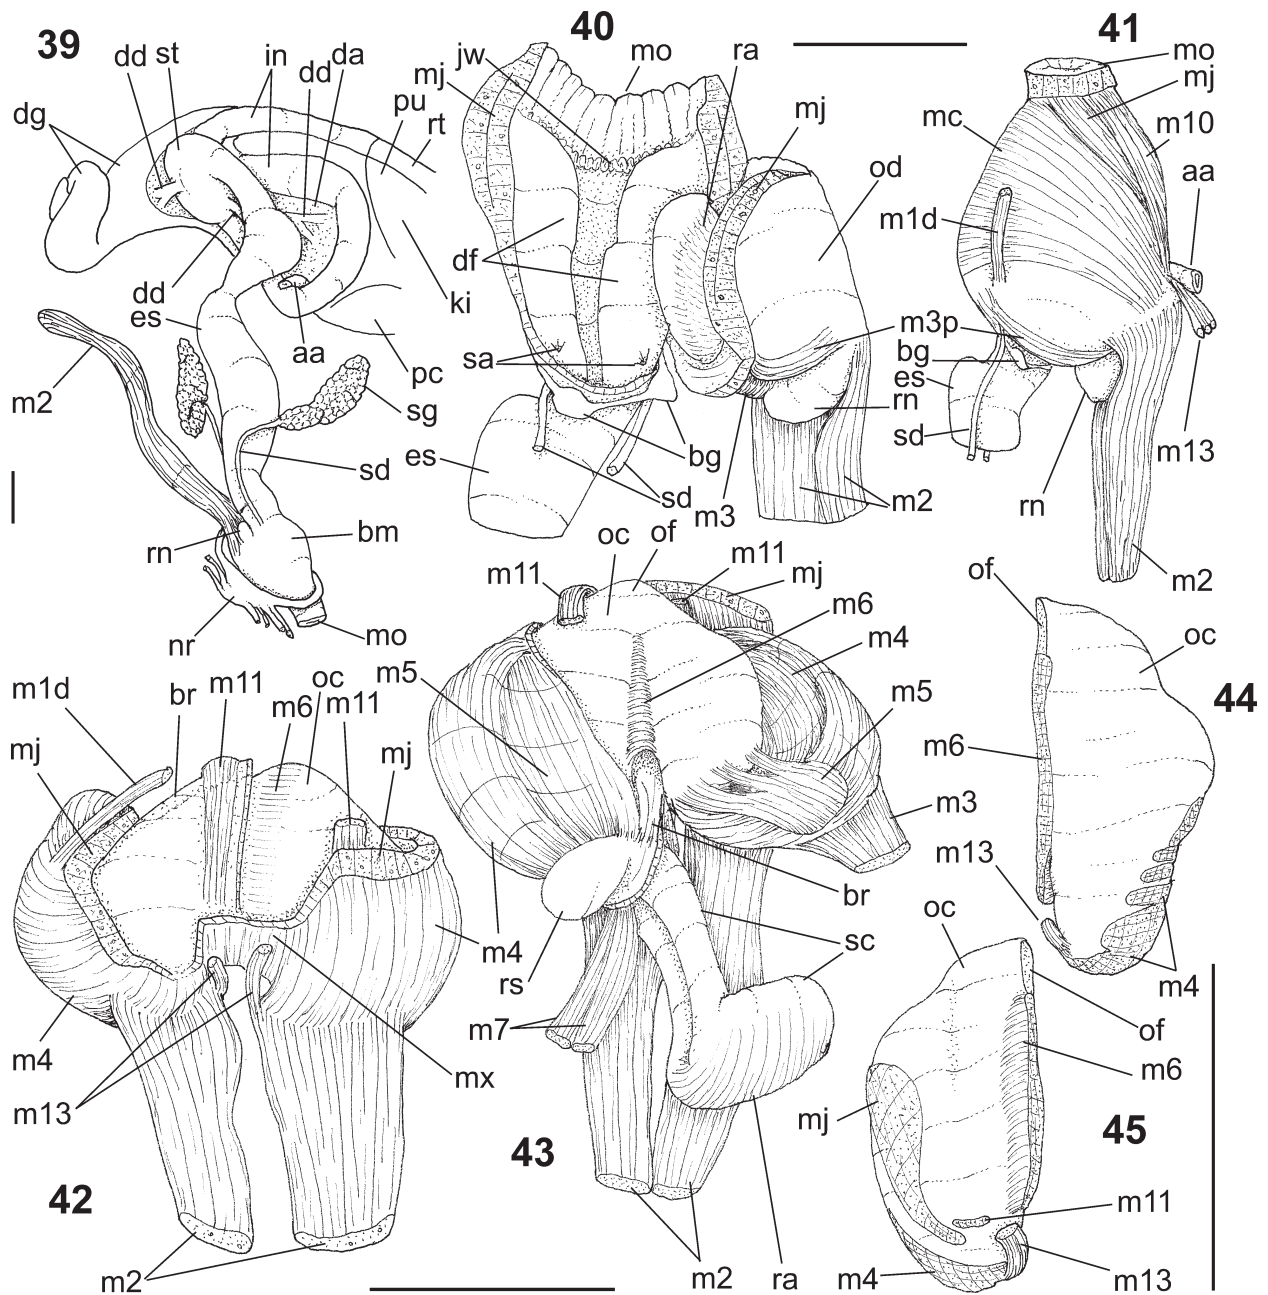 39
dd st in dd da
dg
pu
rt
dd
es
aa
ki
pc
m2
sg
sd
rn
bm
nr
mo
40
jw
mj
mo
ra
mj
od
df
sa
m3p
es
bg
rn
sd
m3
m2
41
mo
mj
mc
m10
aa
m1d
bg
es
sd
m13
rn
m2
42
m1d
br
m11
m6
oc
m11
mj
mj
m4
m4
m13
mx
m2
43
oc
of
m11
m11
mj
m6
m4
m5
m5
m3
m4
br
rs
sc
m7
m2
ra
44
of
oc
m6
m13
m4
45
oc
of
m6
mj
m11
m4
m13